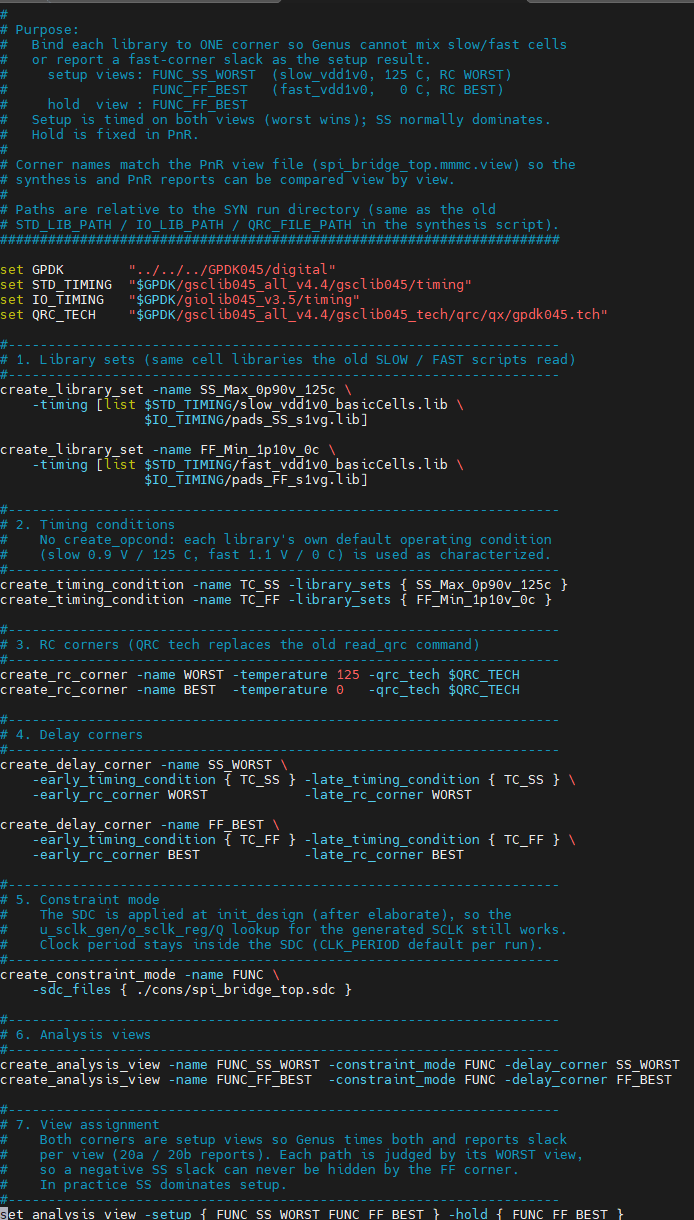 #
# Purpose:
#   Bind each library to ONE corner so Genus cannot mix slow/fast cells
#   or report a fast-corner slack as the setup result.
#     setup views: FUNC_SS_WORST  (slow_vdd1v0, 125 C, RC WORST)
#                  FUNC_FF_BEST   (fast_vdd1v0,   0 C, RC BEST)
#     hold  view : FUNC_FF_BEST
#   Setup is timed on both views (worst wins); SS normally dominates.
#   Hold is fixed in PnR.
#
# Corner names match the PnR view file (spi_bridge_top.mmmc.view) so the
# synthesis and PnR reports can be compared view by view.
#
# Paths are relative to the SYN run directory (same as the old
# STD_LIB_PATH / IO_LIB_PATH / QRC_FILE_PATH in the synthesis script).
######################################################################
set GPDK        "../../../GPDK045/digital"
set STD_TIMING  "$GPDK/gsclib045_all_v4.4/gsclib045/timing"
set IO_TIMING   "$GPDK/giolib045_v3.5/timing"
set QRC_TECH    "$GPDK/gsclib045_all_v4.4/gsclib045_tech/qrc/qx/gpdk045.tch"
#---------------------------------------------------------------------
# 1. Library sets (same cell libraries the old SLOW / FAST scripts read)
#---------------------------------------------------------------------
create_library_set -name SS_Max_0p90v_125c \
    -timing [list $STD_TIMING/slow_vdd1v0_basicCells.lib \
                  $IO_TIMING/pads_SS_s1vg.lib]
create_library_set -name FF_Min_1p10v_0c \
    -timing [list $STD_TIMING/fast_vdd1v0_basicCells.lib \
                  $IO_TIMING/pads_FF_s1vg.lib]
#---------------------------------------------------------------------
# 2. Timing conditions
#    No create_opcond: each library's own default operating condition
#    (slow 0.9 V / 125 C, fast 1.1 V / 0 C) is used as characterized.
#---------------------------------------------------------------------
create_timing_condition -name TC_SS -library_sets { SS_Max_0p90v_125c }
create_timing_condition -name TC_FF -library_sets { FF_Min_1p10v_0c }
#---------------------------------------------------------------------
# 3. RC corners (QRC tech replaces the old read_qrc command)
#---------------------------------------------------------------------
create_rc_corner -name WORST -temperature 125 -qrc_tech $QRC_TECH
create_rc_corner -name BEST  -temperature 0   -qrc_tech $QRC_TECH
#---------------------------------------------------------------------
# 4. Delay corners
#---------------------------------------------------------------------
create_delay_corner -name SS_WORST \
    -early_timing_condition { TC_SS } -late_timing_condition { TC_SS } \
    -early_rc_corner WORST            -late_rc_corner WORST
create_delay_corner -name FF_BEST \
    -early_timing_condition { TC_FF } -late_timing_condition { TC_FF } \
    -early_rc_corner BEST             -late_rc_corner BEST
#---------------------------------------------------------------------
# 5. Constraint mode
#    The SDC is applied at init_design (after elaborate), so the
#    u_sclk_gen/o_sclk_reg/Q lookup for the generated SCLK still works.
#    Clock period stays inside the SDC (CLK_PERIOD default per run).
#---------------------------------------------------------------------
create_constraint_mode -name FUNC \
    -sdc_files { ./cons/spi_bridge_top.sdc }
#---------------------------------------------------------------------
# 6. Analysis views
#---------------------------------------------------------------------
create_analysis_view -name FUNC_SS_WORST -constraint_mode FUNC -delay_corner SS_WORST
create_analysis_view -name FUNC_FF_BEST  -constraint_mode FUNC -delay_corner FF_BEST
#---------------------------------------------------------------------
# 7. View assignment
#    Both corners are setup views so Genus times both and reports slack
#    per view (20a / 20b reports). Each path is judged by its WORST view,
#    so a negative SS slack can never be hidden by the FF corner.
#    In practice SS dominates setup.
#---------------------------------------------------------------------
set_analysis_view -setup { FUNC_SS_WORST FUNC_FF_BEST } -hold { FUNC_FF_BEST }